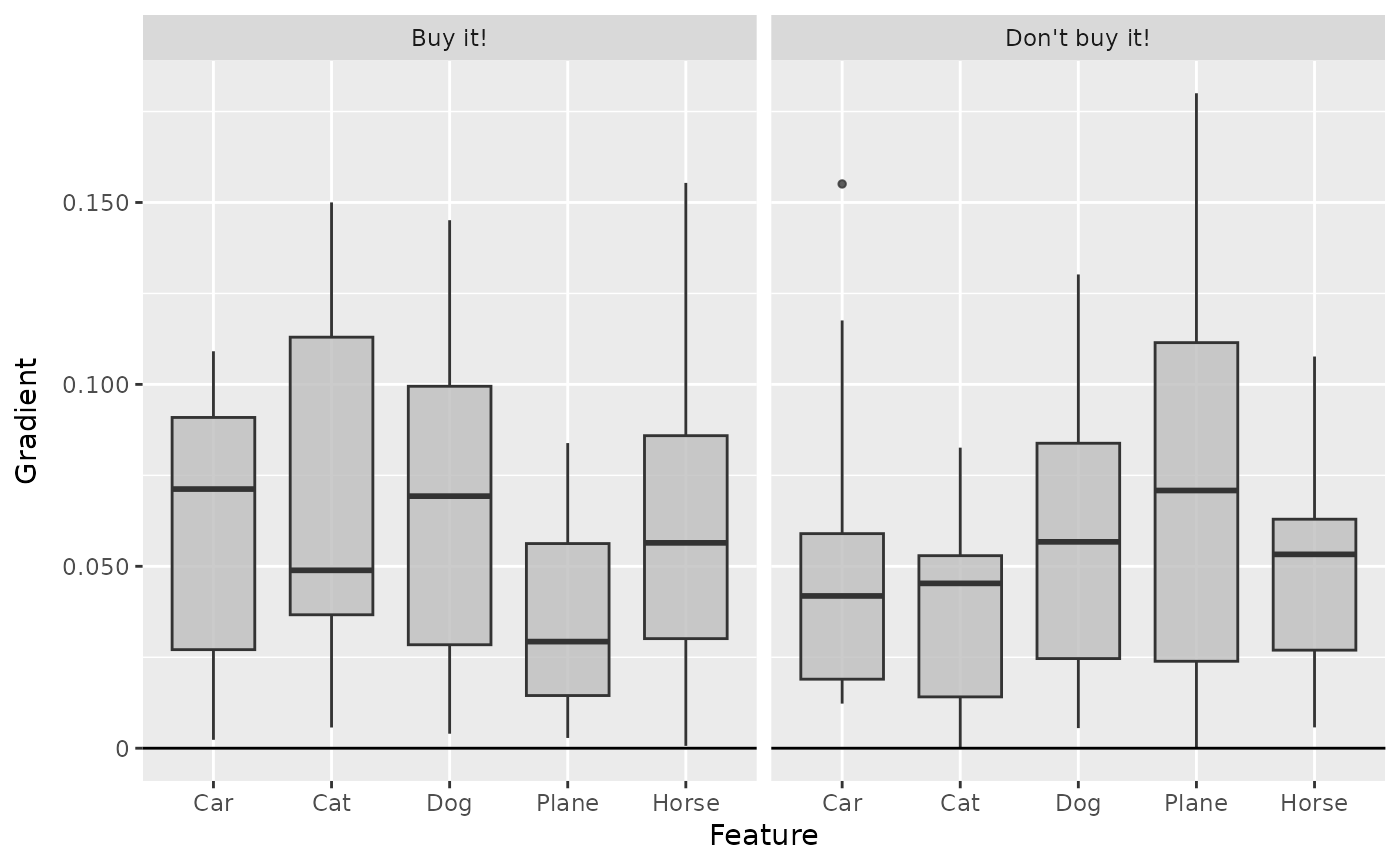 Buy it!
Don't buy it!
Gradient
0.150
0.100
0.050
0
Car Cat Dog Plane Horse
Car Cat Dog Plane Horse
Feature